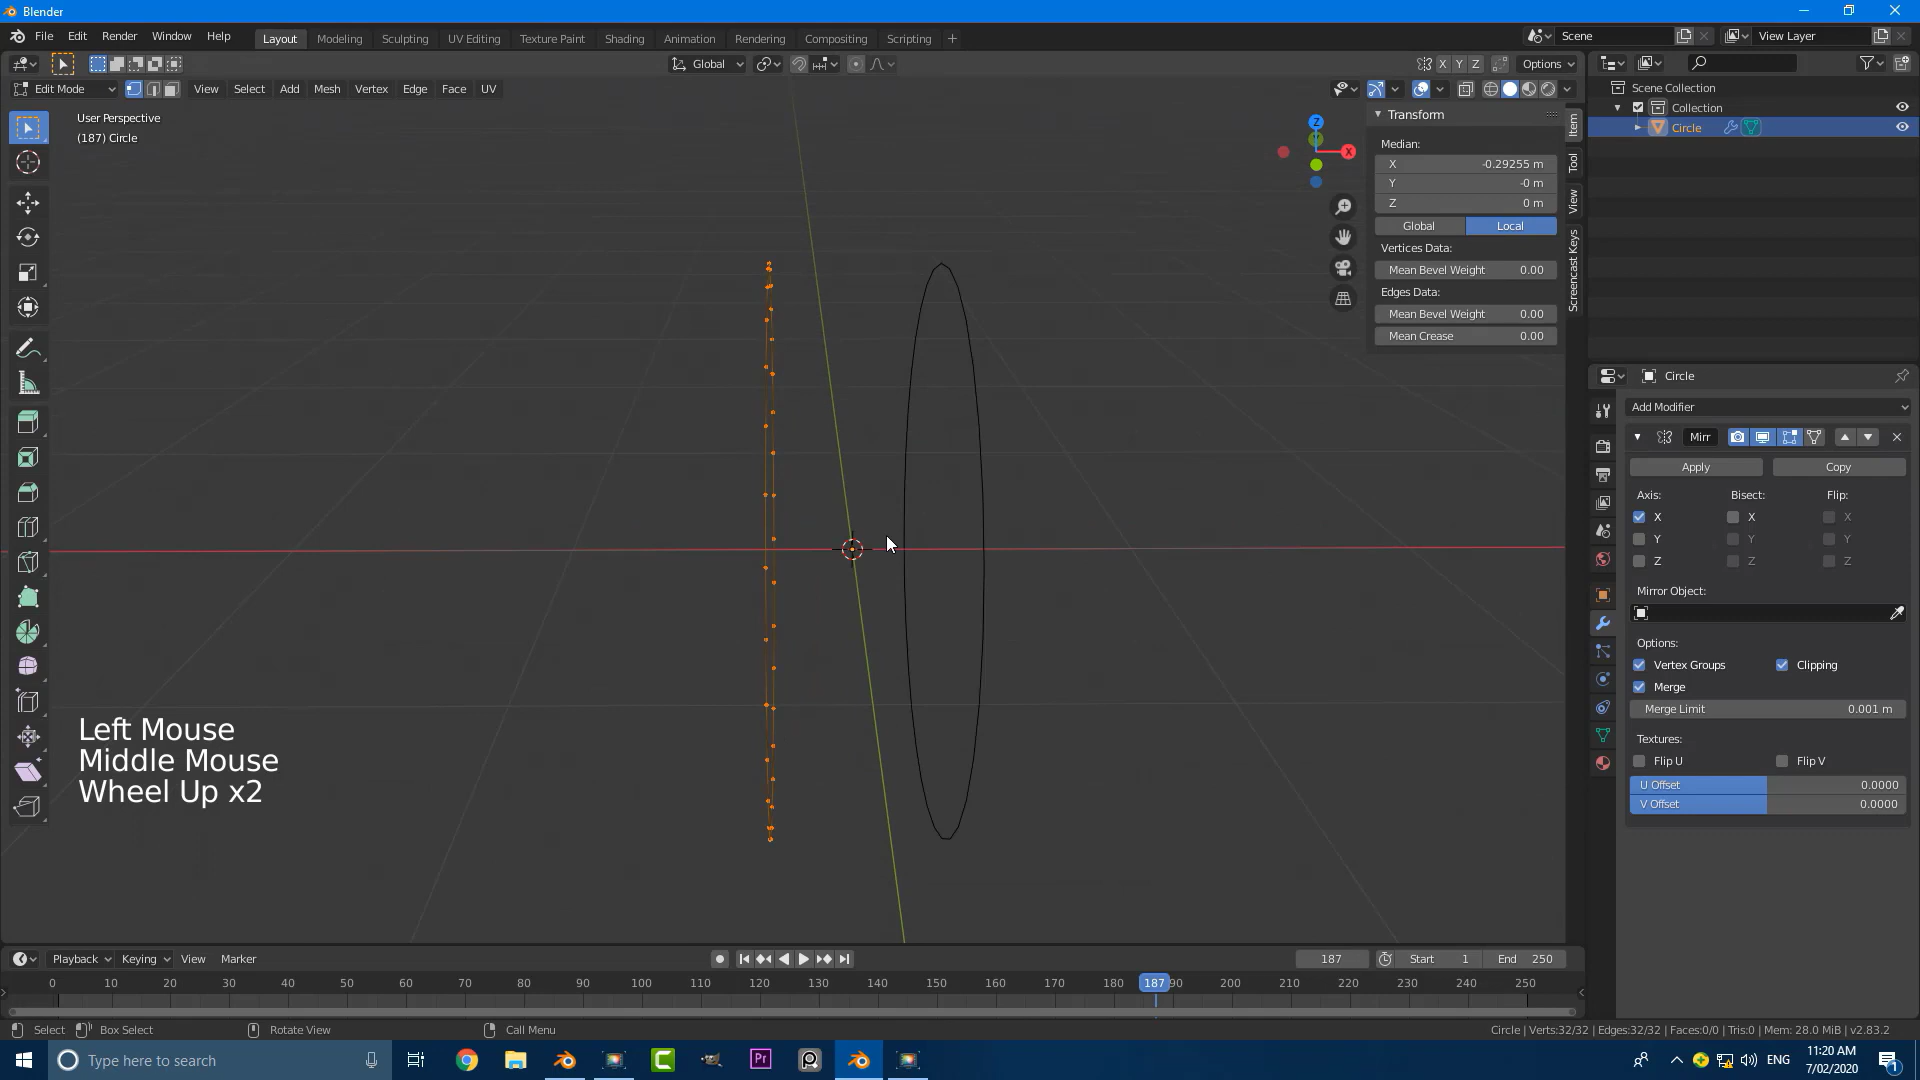 Blender
File Edit Render Window Help
Layout Modeling Sculpting UV Editing Texture Paint Shading Animation Rendering Compositing Scripting +
Scene
View Layer
Global
X Y Z
Options
Edit Mode
View Select Add Mesh Vertex Edge Face UV
User Perspective
(187) Circle
Z
X
Transform
Median:
X -0.29255 m
Y -0 m
Z 0 m
Global Local
Vertices Data:
Mean Bevel Weight 0.00
Edges Data:
Mean Bevel Weight 0.00
Mean Crease 0.00
Item
Tool
View
Screencast Keys
Scene Collection
Collection
Circle
Circle
Add Modifier
Mirr
Apply Copy
Axis: Bisect: Flip:
X X X
Y Y Y
Z Z Z
Mirror Object:
Options:
Vertex Groups Clipping
Merge
Merge Limit 0.001 m
Textures:
Flip U Flip V
U Offset 0.0000
V Offset 0.0000
Left Mouse
Middle Mouse
Wheel Up x2
Playback Keying View Marker
187
Start 1
End 250
0 10 20 30 40 50 60 70 80 90 100 110 120 130 140 150 160 170 180 187 90 200 210 220 230 240 250
Select Box Select Rotate View Call Menu
Circle | Verts:32/32 | Edges:32/32 | Faces:0/0 | Tris:0 | Mem: 28.0 MiB | v2.83.2
Type here to search
Pr
ENG
11:20 AM
7/02/2020
1